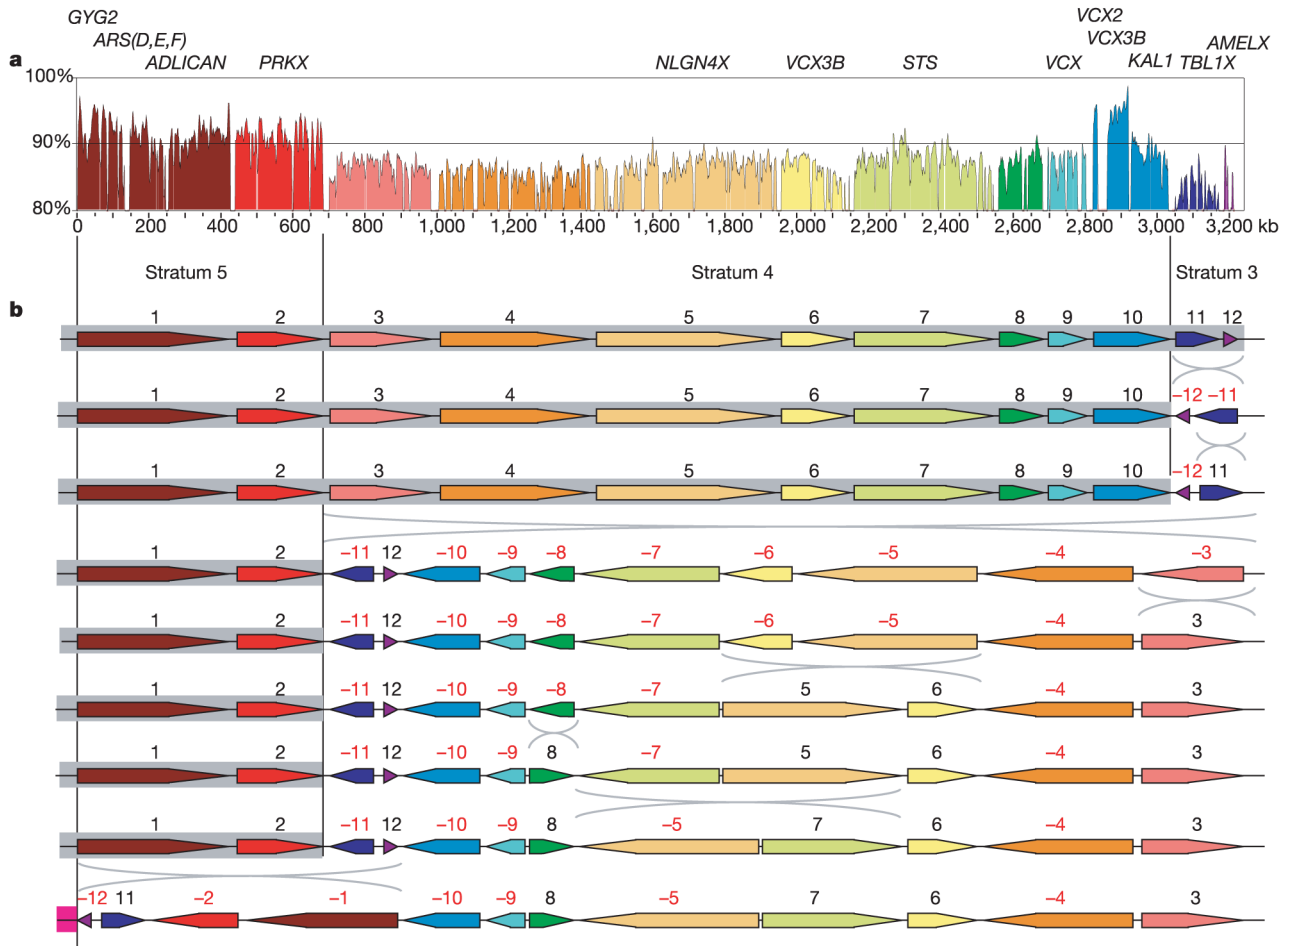 GYG2
VCX2
ARS(D,E,F)
VCX3B
AMELX
a
ADLICAN
PRKX
NLGN4X
VCX3B
STS
VCX
KAL1
TBL1X
100%
90%
80%
0 200 400 600 800 1,000 1,200 1,400 1,600 1,800 2,000 2,200 2,400 2,600 2,800 3,000 3,200 kb
Stratum 5
Stratum 4
Stratum 3
b
1 2 3 4 5 6 7 8 9 10 11 12
1 2 3 4 5 6 7 8 9 10 –12 –11
1 2 3 4 5 6 7 8 9 10 –12 11
1 2 –11 12 –10 –9 –8 –7 –6 –5 –4 –3
1 2 –11 12 –10 –9 –8 –7 –6 –5 –4 3
1 2 –11 12 –10 –9 –8 –7 5 6 –4 3
1 2 –11 12 –10 –9 8 –7 5 6 –4 3
1 2 –11 12 –10 –9 8 –5 7 6 –4 3
–12 11 –2 –1 –10 –9 8 –5 7 6 –4 3